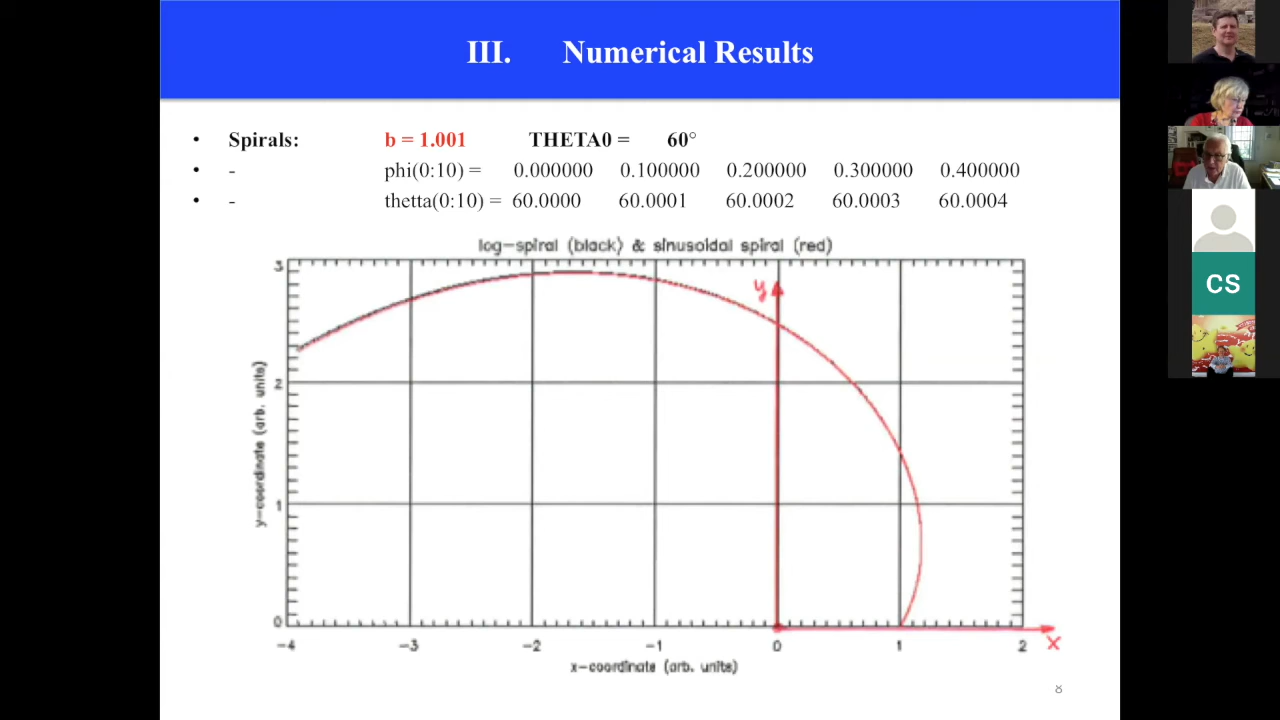 III. Numerical Results
• Spirals: b = 1.001 THETA0 = 60°
• - phi(0:10) = 0.000000 0.100000 0.200000 0.300000 0.400000
• - thetta(0:10) = 60.0000 60.0001 60.0002 60.0003 60.0004
log-spiral (black) & sinusoidal spiral (red)
3
y
2
y-coordinate (arb. units)
1
0
-4 -3 -2 -1 0 1 2
x
x-coordinate (arb. units)
8
CS